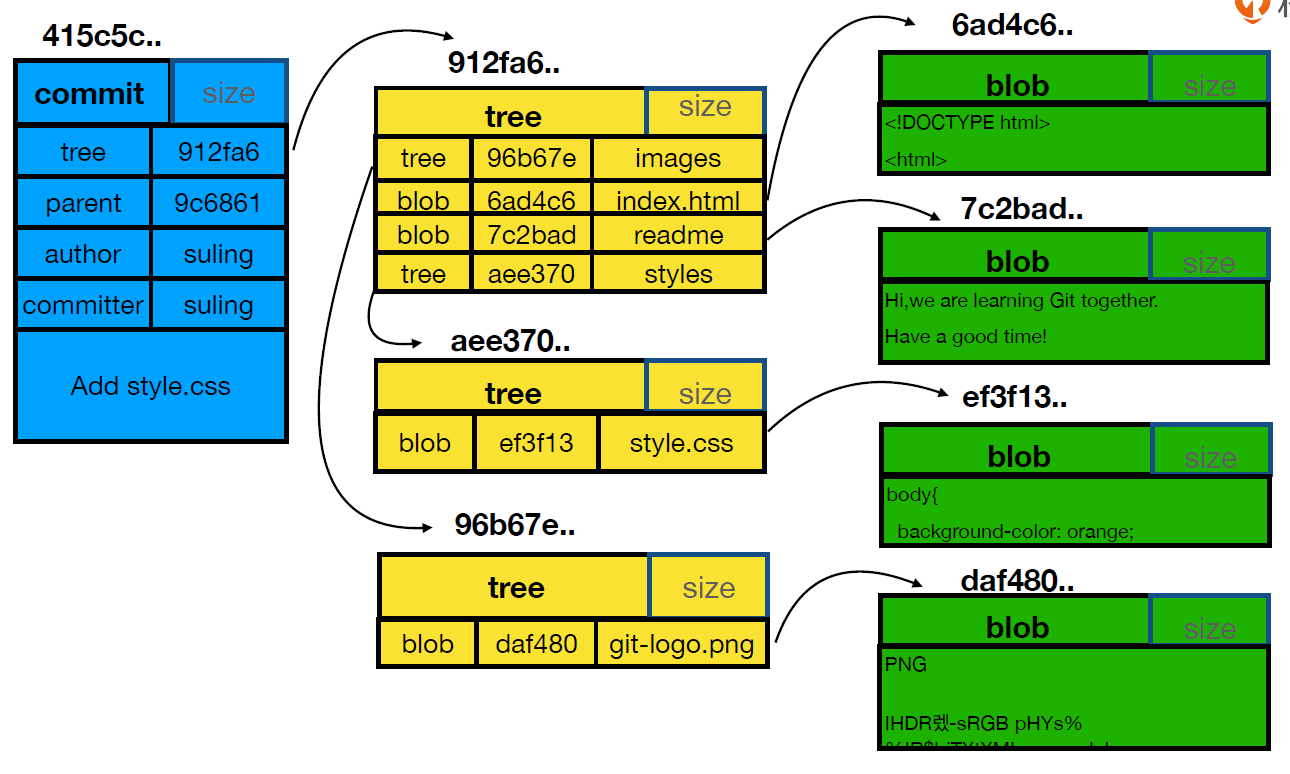 415c5c..
commit size
tree 912fa6
parent 9c6861
author suling
committer suling
Add style.css
912fa6..
tree size
tree 96b67e images
blob 6ad4c6 index.html
blob 7c2bad readme
tree aee370 styles
aee370..
tree size
blob ef3f13 style.css
96b67e..
tree size
blob daf480 git-logo.png
6ad4c6..
blob size
<!DOCTYPE html>
<html>
7c2bad..
blob size
Hi,we are learning Git together.
Have a good time!
ef3f13..
blob size
body{
background-color: orange;
daf480..
blob size
PNG
IHDR렜-sRGB pHYs%